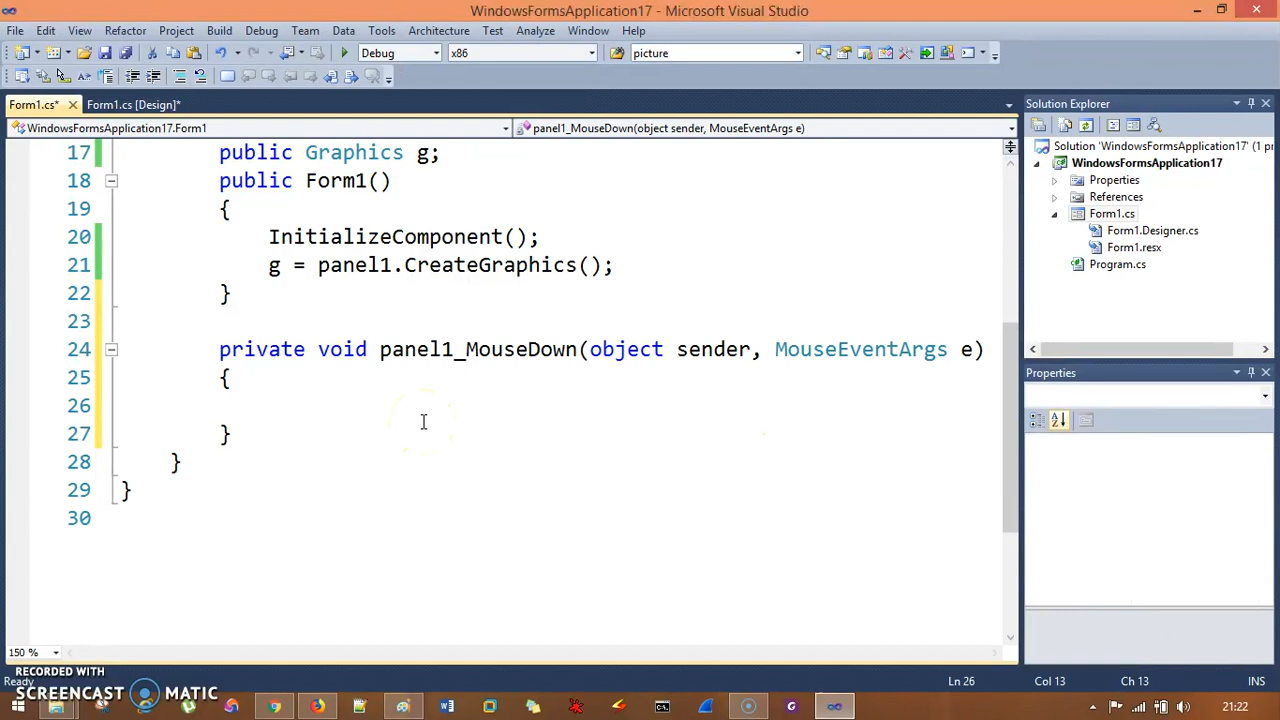 WindowsFormsApplication17 - Microsoft Visual Studio
File Edit View Refactor Project Build Debug Team Data Tools Architecture Test Analyze Window Help
Debug x86 picture
Form1.cs* Form1.cs [Design]*
WindowsFormsApplication17.Form1 panel1_MouseDown(object sender, MouseEventArgs e)
17 public Graphics g;
18 public Form1()
19 {
20 InitializeComponent();
21 g = panel1.CreateGraphics();
22 }
23
24 private void panel1_MouseDown(object sender, MouseEventArgs e)
25 {
26
27 }
28 }
29 }
30
150 %
Solution Explorer
Solution 'WindowsFormsApplication17' (1 pr
WindowsFormsApplication17
Properties
References
Form1.cs
Form1.Designer.cs
Form1.resx
Program.cs
Properties
Ready Ln 26 Col 13 Ch 13 INS
RECORDED WITH
SCREENCAST MATIC
21:22